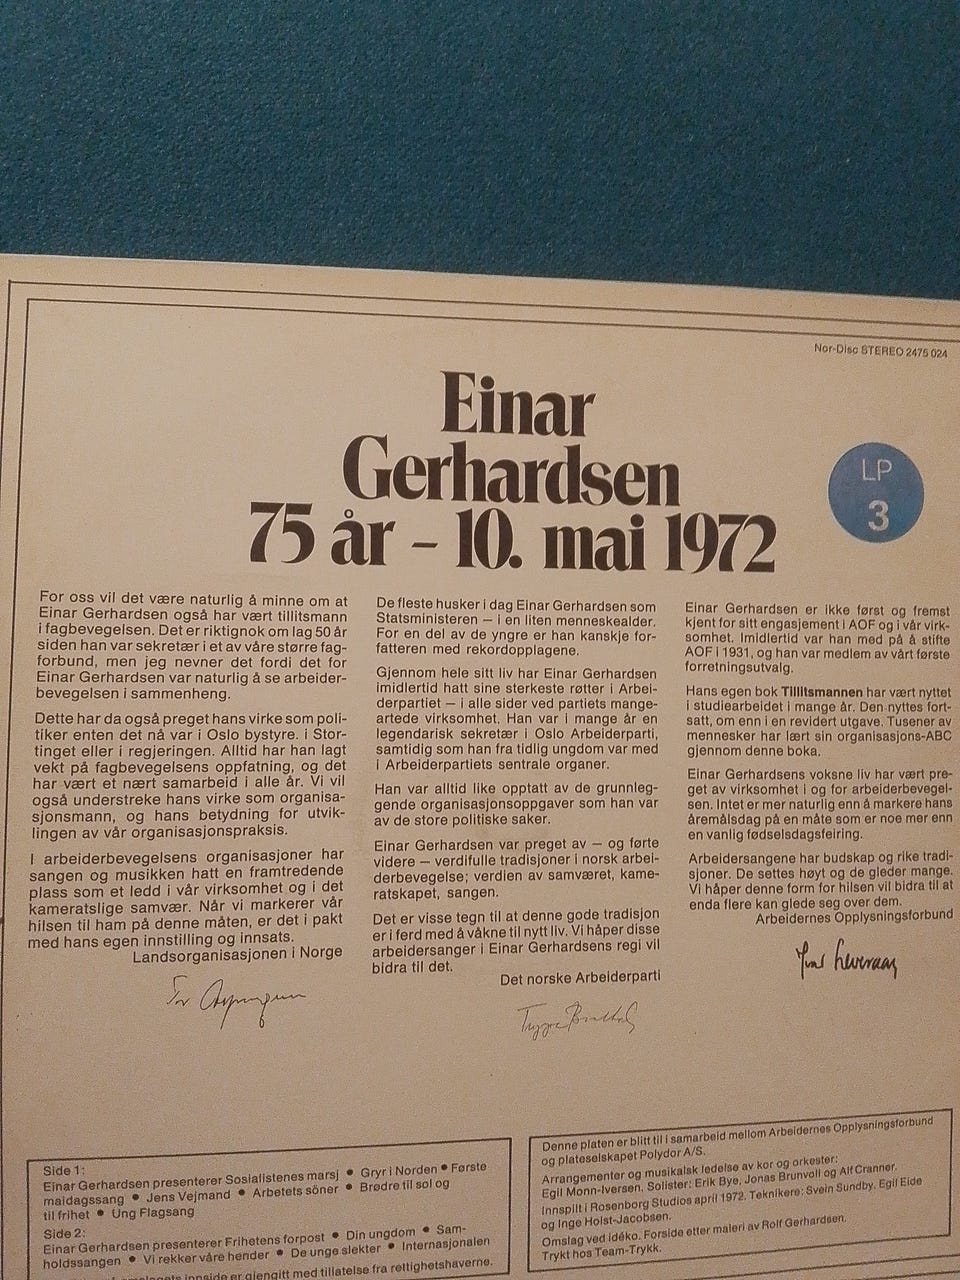 Nor-Disc STEREO 2475 024
Einar
Gerhardsen
75 år – 10. mai 1972
LP
3
For oss vil det være naturlig å minne om at
Einar Gerhardsen også har vært tillitsmann
i fagbevegelsen. Det er riktignok om lag 50 år
siden han var sekretær i et av våre større fag-
forbund, men jeg nevner det fordi det for
Einar Gerhardsen var naturlig å se arbeider-
bevegelsen i sammenheng.
Dette har da også preget hans virke som poli-
tiker enten det nå var i Oslo bystyre. i Stor-
tinget eller i regjeringen. Alltid har han lagt
vekt på fagbevegelsens oppfatning, og det
har vært et nært samarbeid i alle år. Vi vil
også understreke hans virke som organisa-
sjonsmann, og hans betydning for utvik-
lingen av vår organisasjonspraksis.
I arbeiderbevegelsens organisasjoner har
sangen og musikken hatt en framtredende
plass som et ledd i vår virksomhet og i det
kameratslige samvær. Når vi markerer vår
hilsen til ham på denne måten, er det i pakt
med hans egen innstilling og innsats.
Landsorganisasjonen i Norge
De fleste husker i dag Einar Gerhardsen som
Statsministeren – i en liten menneskealder.
For en del av de yngre er han kanskje for-
fatteren med rekordopplagene.
Gjennom hele sitt liv har Einar Gerhardsen
imidlertid hatt sine sterkeste røtter i Arbei-
derpartiet – i alle sider ved partiets mange-
artede virksomhet. Han var i mange år en
legendarisk sekretær i Oslo Arbeiderparti,
samtidig som han fra tidlig ungdom var med
i Arbeiderpartiets sentrale organer.
Han var alltid like opptatt av de grunnleg-
gende organisasjonsoppgaver som han var
av de store politiske saker.
Einar Gerhardsen var preget av – og førte
videre – verdifulle tradisjoner i norsk arbei-
derbevegelse; verdien av samværet, kame-
ratskapet, sangen.
Det er visse tegn til at denne gode tradisjon
er i ferd med å våkne til nytt liv. Vi håper disse
arbeidersanger i Einar Gerhardsens regi vil
bidra til det.
Det norske Arbeiderparti
Einar Gerhardsen er ikke først og fremst
kjent for sitt engasjement i AOF og i vår virk-
somhet. Imidlertid var han med på å stifte
AOF i 1931, og han var medlem av vårt første
forretningsutvalg.
Hans egen bok Tillitsmannen har vært nyttet
i studiearbeidet i mange år. Den nyttes fort-
satt, om enn i en revidert utgave. Tusener av
mennesker har lært sin organisasjons-ABC
gjennom denne boka.
Einar Gerhardsens voksne liv har vært pre-
get av virksomhet i og for arbeiderbevegel-
sen. Intet er mer naturlig enn å markere hans
åremålsdag på en måte som er noe mer enn
en vanlig fødselsdagsfeiring.
Arbeidersangene har budskap og rike tradi-
sjoner. De settes høyt og de gleder mange.
Vi håper denne form for hilsen vil bidra til at
enda flere kan glede seg over dem.
Arbeidernes Opplysningsforbund
Side 1:
Einar Gerhardsen presenterer Sosialistenes marsj • Gryr i Norden • Første
maidagssang • Jens Vejmand • Arbetets söner • Brødre til sol og
til frihet • Ung Flagsang
Side 2:
Einar Gerhardsen presenterer Frihetens forpost • Din ungdom • Sam-
holdssangen • Vi rekker våre hender • De unge slekter • Internasjonalen
omslagets innside er gjengitt med tillatelse fra rettighetshaverne.
Denne platen er blitt til i samarbeid mellom Arbeidernes Opplysningsforbund
og plateselskapet Polydor A/S.
Arrangementer og musikalsk ledelse av kor og orkester:
Egil Monn-Iversen. Solister: Erik Bye, Jonas Brunvoll og Alf Cranner.
Innspilt i Rosenborg Studios april 1972. Teknikere: Svein Sundby, Egil Eide
og Inge Holst-Jacobsen.
Omslag ved idéko. Forside etter maleri av Rolf Gerhardsen.
Trykt hos Team-Trykk.